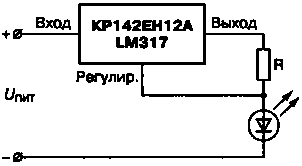 Вход
КР142ЕН12А
LM317
Выход
+
Регулир.
R
Uпит
−